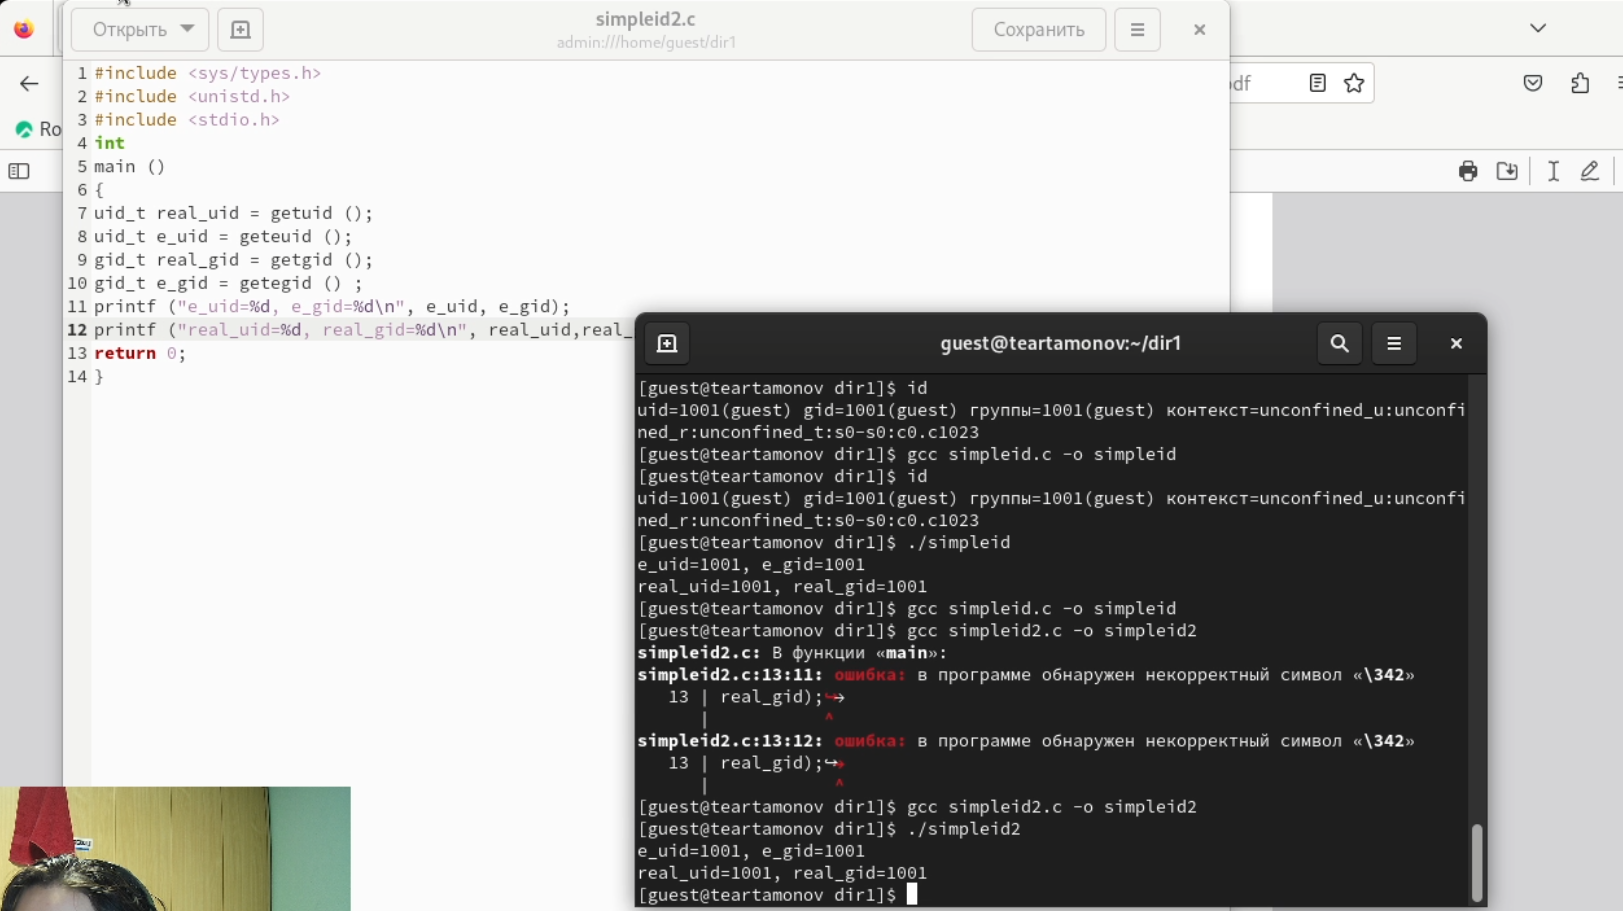 Открыть
simpleid2.c
admin:///home/guest/dir1
Сохранить
df
Ro
1 #include <sys/types.h>
2 #include <unistd.h>
3 #include <stdio.h>
4 int
5 main ()
6 {
7 uid_t real_uid = getuid ();
8 uid_t e_uid = geteuid ();
9 gid_t real_gid = getgid ();
10 gid_t e_gid = getegid () ;
11 printf ("e_uid=%d, e_gid=%d\n", e_uid, e_gid);
12 printf ("real_uid=%d, real_gid=%d\n", real_uid,real_
13 return 0;
14 }
guest@teartamonov:~/dir1
[guest@teartamonov dir1]$ id
uid=1001(guest) gid=1001(guest) группы=1001(guest) контекст=unconfined_u:unconfi
ned_r:unconfined_t:s0-s0:c0.c1023
[guest@teartamonov dir1]$ gcc simpleid.c -o simpleid
[guest@teartamonov dir1]$ id
uid=1001(guest) gid=1001(guest) группы=1001(guest) контекст=unconfined_u:unconfi
ned_r:unconfined_t:s0-s0:c0.c1023
[guest@teartamonov dir1]$ ./simpleid
e_uid=1001, e_gid=1001
real_uid=1001, real_gid=1001
[guest@teartamonov dir1]$ gcc simpleid.c -o simpleid
[guest@teartamonov dir1]$ gcc simpleid2.c -o simpleid2
simpleid2.c: В функции «main»:
simpleid2.c:13:11: ошибка: в программе обнаружен некорректный символ «\342»
13 | real_gid);↪→
| ^
simpleid2.c:13:12: ошибка: в программе обнаружен некорректный символ «\342»
13 | real_gid);↪→
| ^
[guest@teartamonov dir1]$ gcc simpleid2.c -o simpleid2
[guest@teartamonov dir1]$ ./simpleid2
e_uid=1001, e_gid=1001
real_uid=1001, real_gid=1001
[guest@teartamonov dir1]$